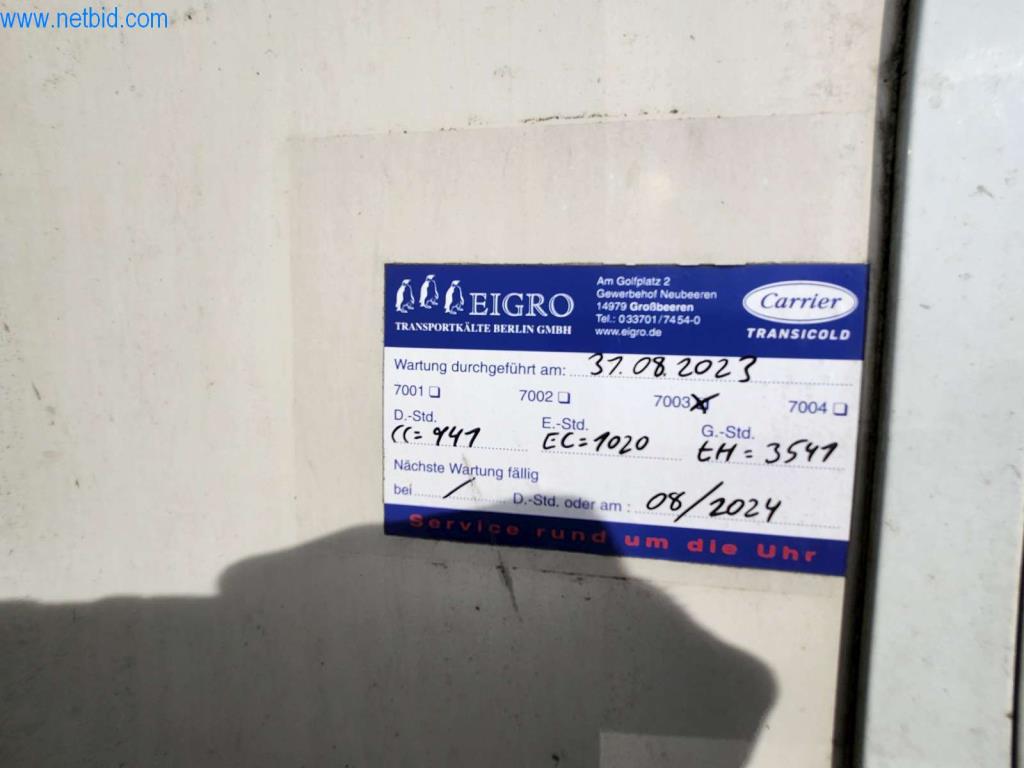 www.netbid.com
EIGRO
TRANSPORTKÄLTE BERLIN GMBH
Am Golfplatz 2
Gewerbehof Neubeeren
14979 Großbeeren
Tel.: 033701/7454-0
www.eigro.de
Carrier
TRANSICOLD
Wartung durchgeführt am: 31.08.2023
7001 7002 7003 7004
D.-Std. E.-Std. G.-Std.
CC=941 EC=1020 tH=3541
Nächste Wartung fällig
bei / D.-Std. oder am: 08/2024
Service rund um die Uhr